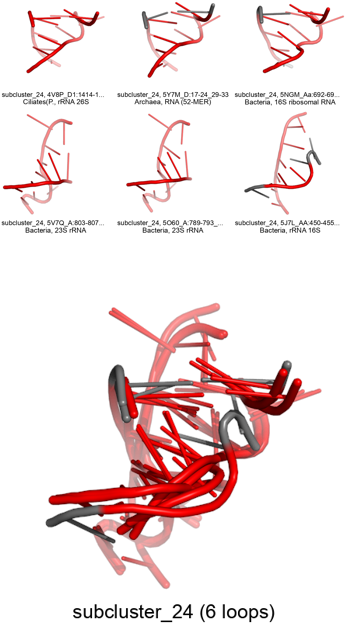 subcluster_24, 4V8P_D1:1414-1...
Ciliates(P., rRNA 26S
subcluster_24, 5Y7M_D:17-24_29-33
Archaea, RNA (52-MER)
subcluster_24, 5NGM_Aa:692-69...
Bacteria, 16S ribosomal RNA
subcluster_24, 5V7Q_A:803-807...
Bacteria, 23S rRNA
subcluster_24, 5O60_A:789-793_...
Bacteria, 23S rRNA
subcluster_24, 5J7L_AA:450-455...
Bacteria, rRNA 16S
subcluster_24 (6 loops)